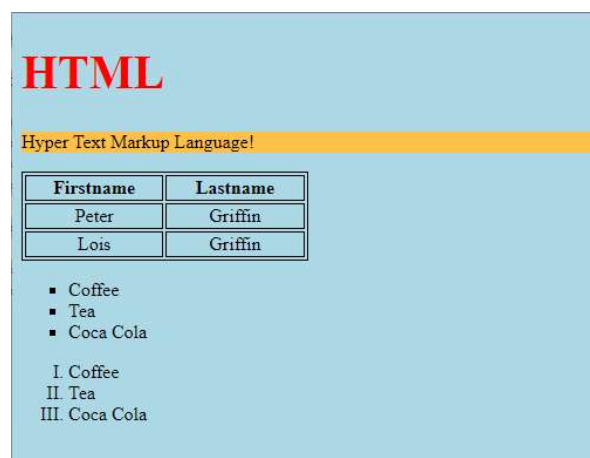 HTML
Hyper Text Markup Language!
Firstname Lastname
Peter Griffin
Lois Griffin
▪ Coffee
▪ Tea
▪ Coca Cola
I. Coffee
II. Tea
III. Coca Cola